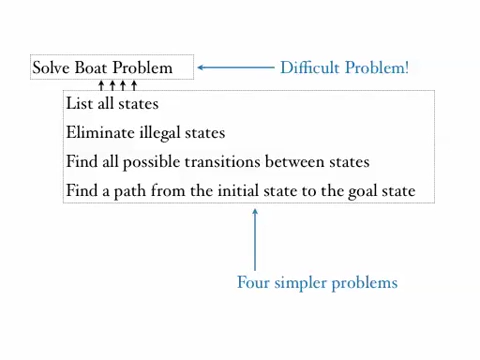 Solve Boat Problem
Difficult Problem!
List all states
Eliminate illegal states
Find all possible transitions between states
Find a path from the initial state to the goal state
Four simpler problems